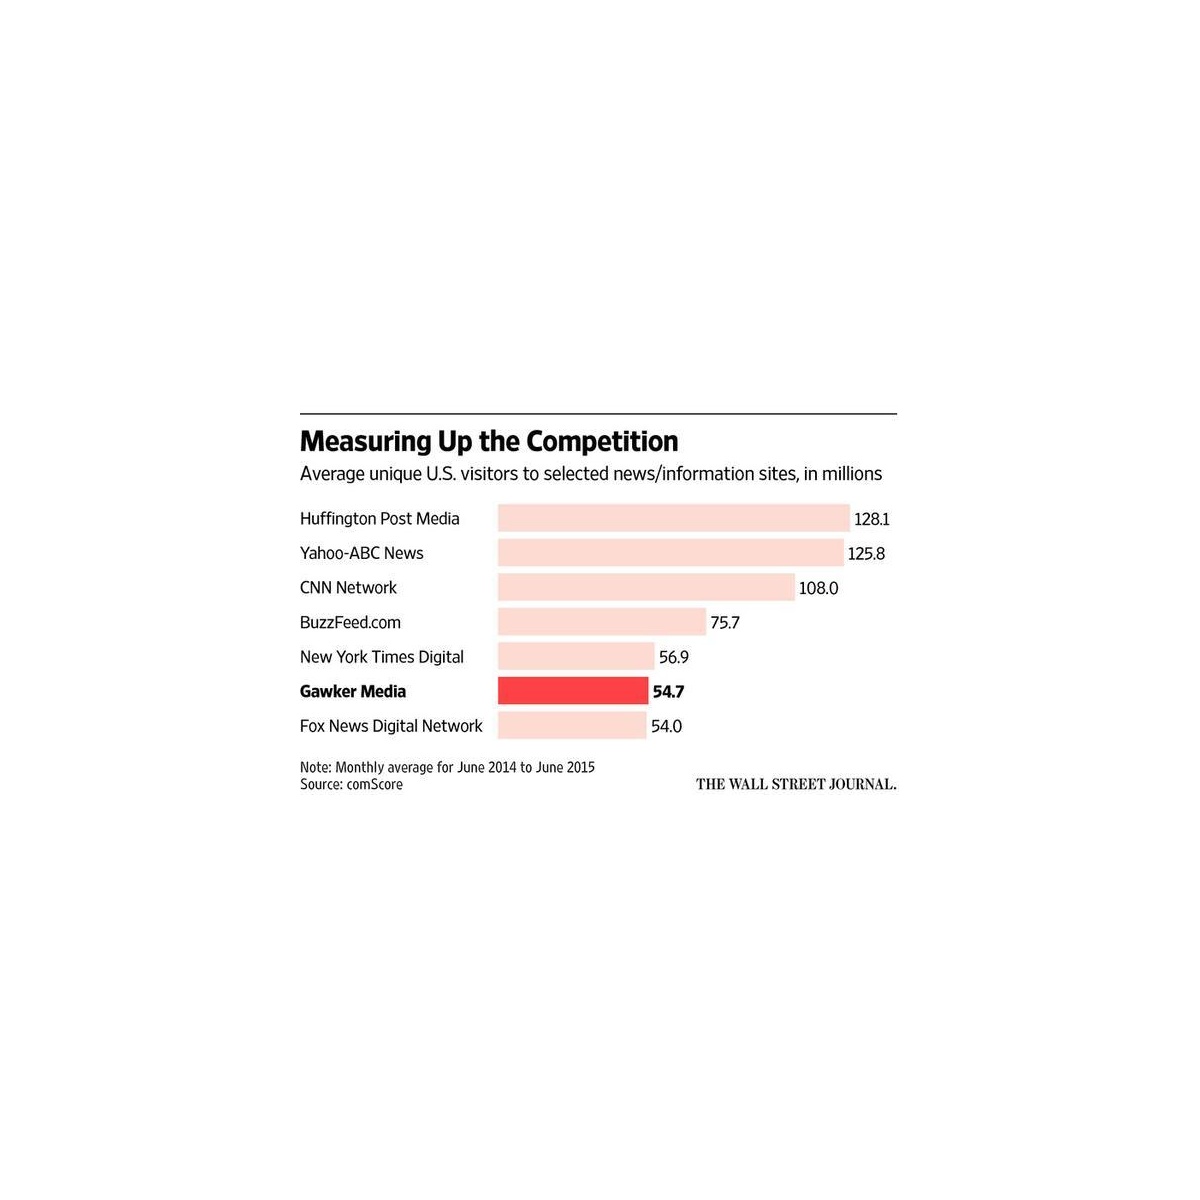 Measuring Up the Competition
Average unique U.S. visitors to selected news/information sites, in millions
Huffington Post Media 128.1
Yahoo-ABC News 125.8
CNN Network 108.0
BuzzFeed.com 75.7
New York Times Digital 56.9
Gawker Media 54.7
Fox News Digital Network 54.0
Note: Monthly average for June 2014 to June 2015
Source: comScore
THE WALL STREET JOURNAL.